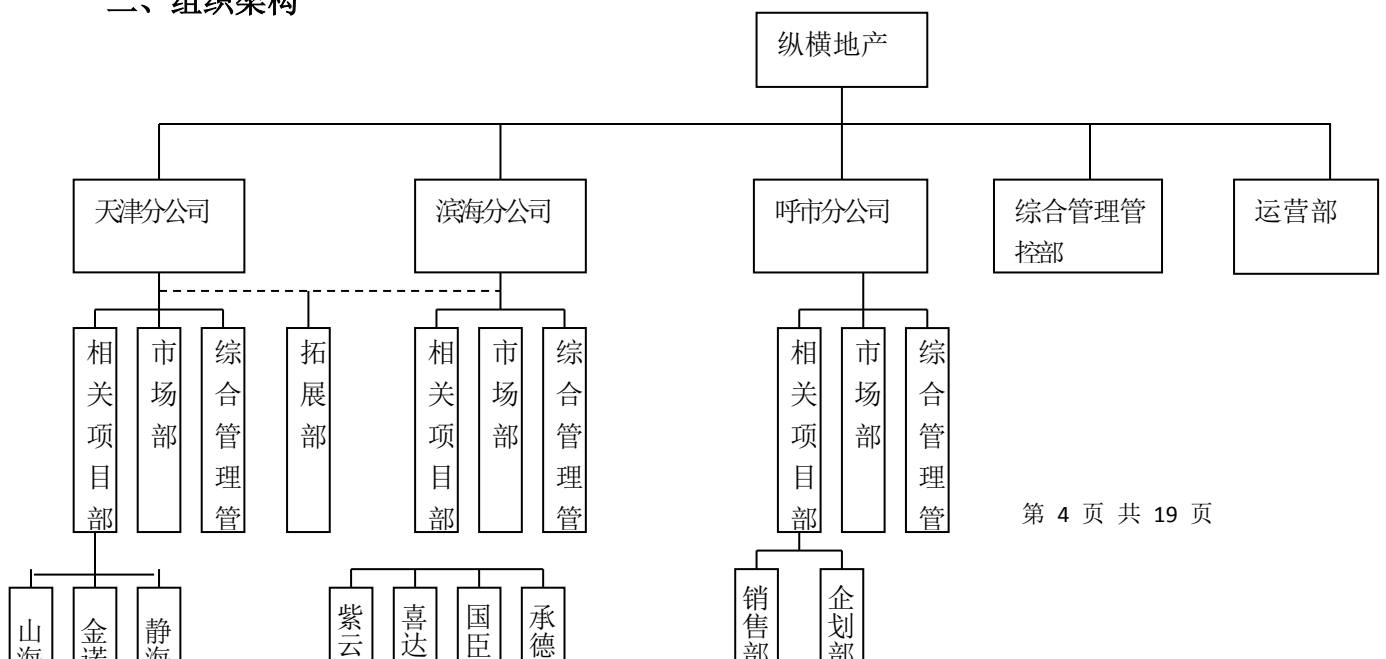 二、组织架构
纵横地产
天津分公司
滨海分公司
呼市分公司
综合管理管
控部
运营部
相关项目部
市场部
综合管理管
拓展部
相关项目部
市场部
综合管理管
相关项目部
市场部
综合管理管
第 4 页 共 19 页
山海
金诺
静海
紫云
喜达
国臣
承德
销售部
企划部